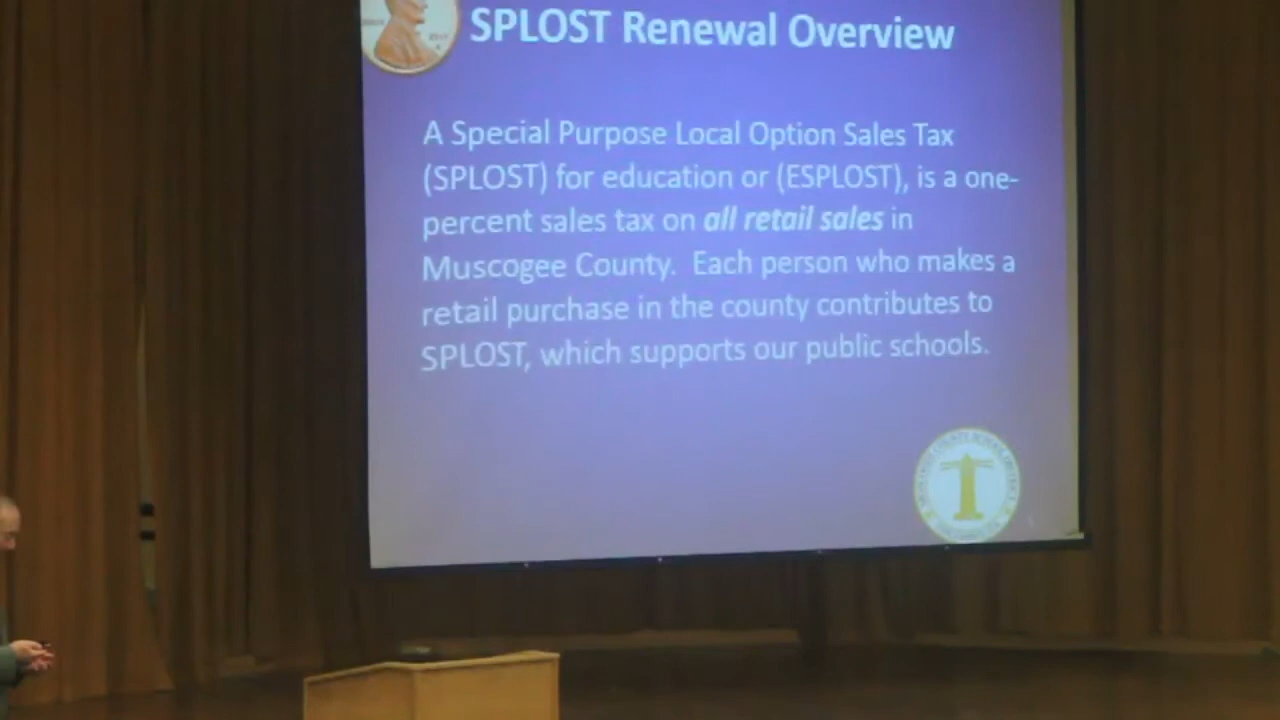 SPLOST Renewal Overview
A Special Purpose Local Option Sales Tax
(SPLOST) for education or (ESPLOST), is a one-
percent sales tax on all retail sales in
Muscogee County.  Each person who makes a
retail purchase in the county contributes to
SPLOST, which supports our public schools.